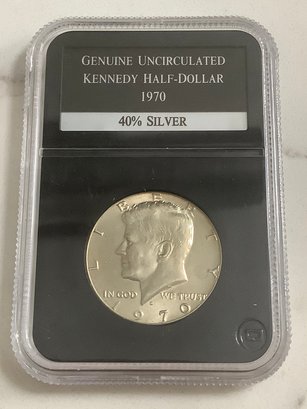 GENUINE UNCIRCULATED
KENNEDY HALF-DOLLAR
1970
40% SILVER
LIBERTY
IN GOD WE TRUST
1970